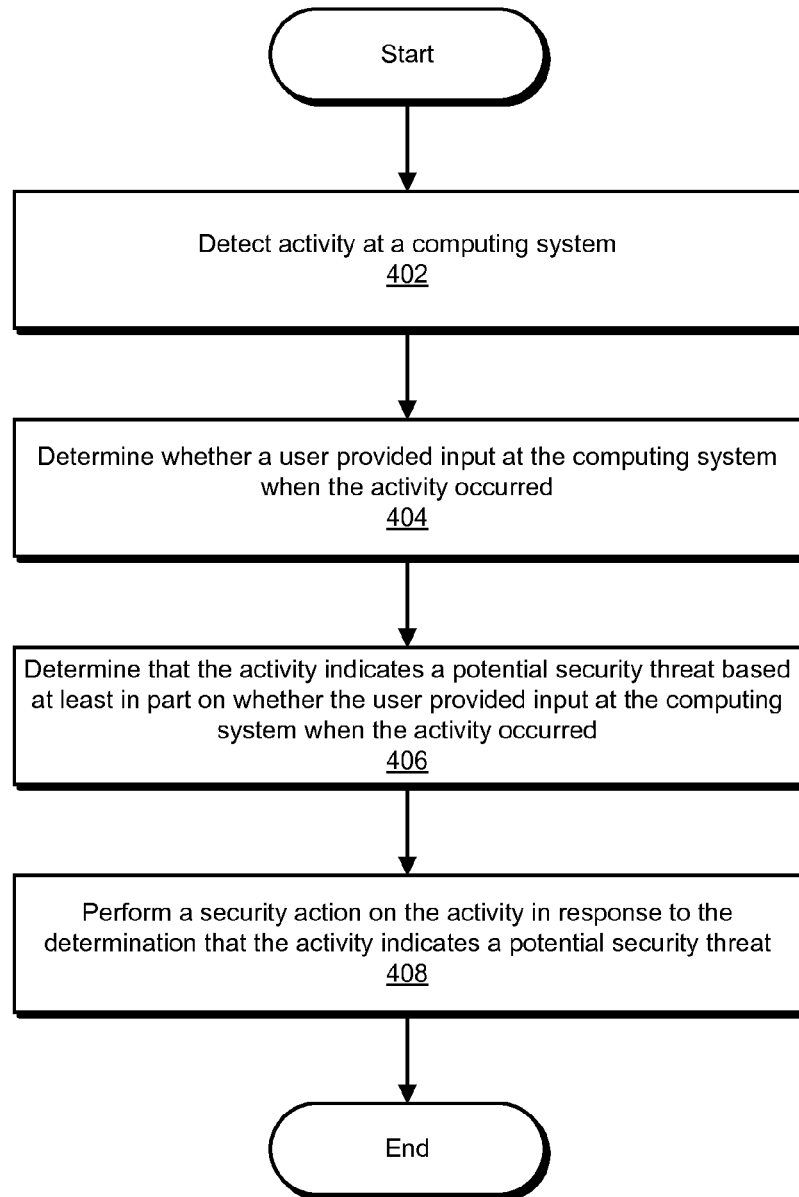 Start
Detect activity at a computing system
402
Determine whether a user provided input at the computing system
when the activity occurred
404
Determine that the activity indicates a potential security threat based
at least in part on whether the user provided input at the computing
system when the activity occurred
406
Perform a security action on the activity in response to the
determination that the activity indicates a potential security threat
408
End